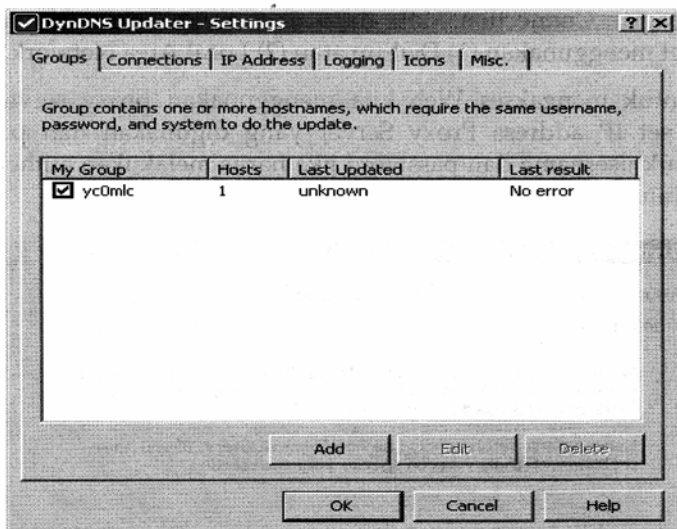 DynDNS Updater - Settings
Groups Connections IP Address Logging Icons Misc.
Group contains one or more hostnames, which require the same username,
password, and system to do the update.
My Group Hosts Last Updated Last result
yc0mlc 1 unknown No error
Add Edit Delete
OK Cancel Help